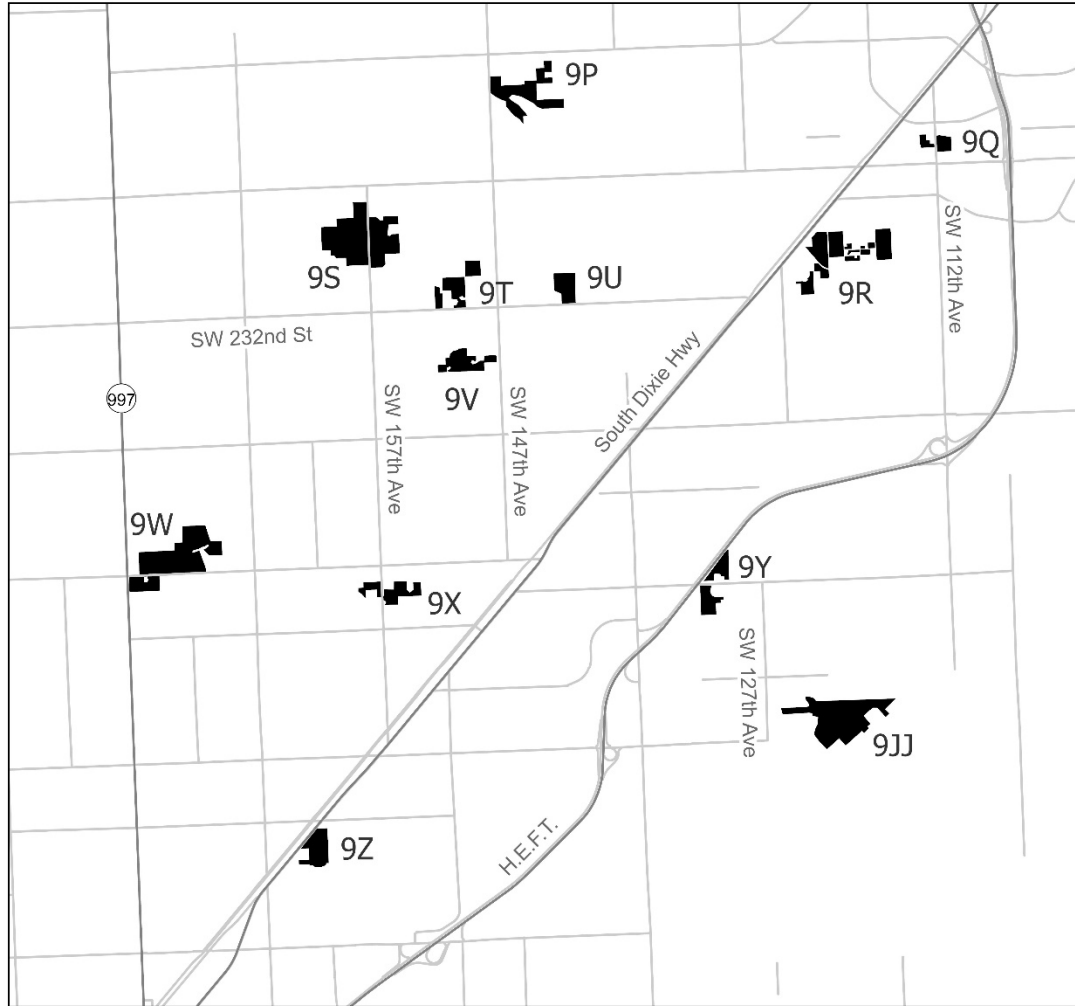 9P
9Q
SW 112th Ave
9S
9T
9U
9R
SW 232nd St
9V
South Dixie Hwy
997
SW 157th Ave
SW 147th Ave
9W
9X
9Y
SW 127th Ave
9JJ
9Z
H.E.F.T.